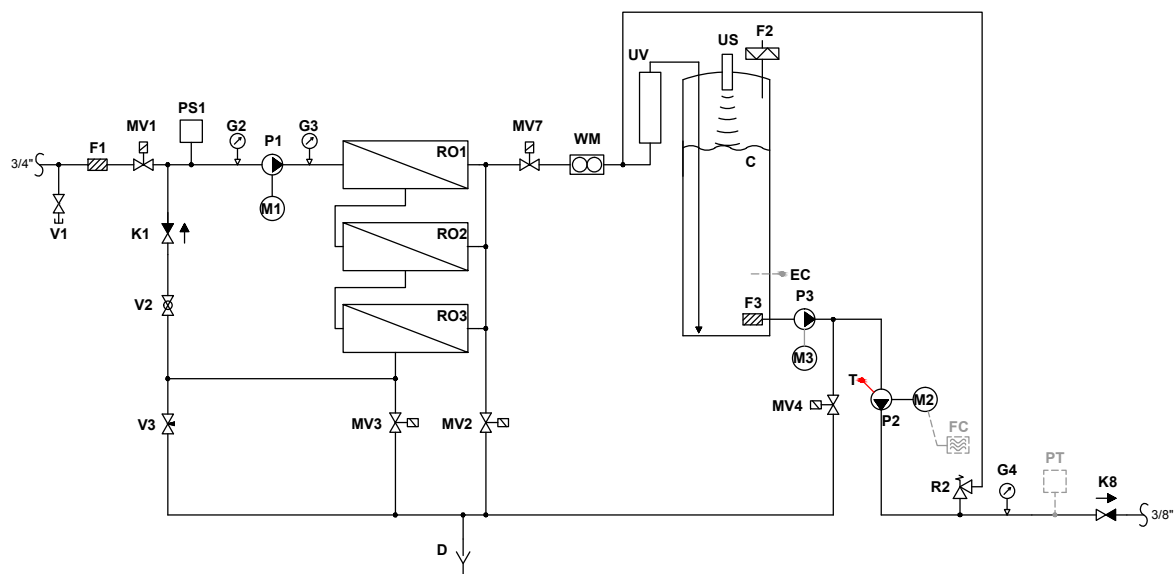 US
F2
UV
PS1
MV1
G2
P1
G3
MV7
WM
F1
RO1
3/4"
C
M1
V1
K1
RO2
EC
V2
F3
P3
RO3
M3
T
M2
MV4
P2
V3
MV3
MV2
FC
PT
G4
R2
K8
3/8"
D